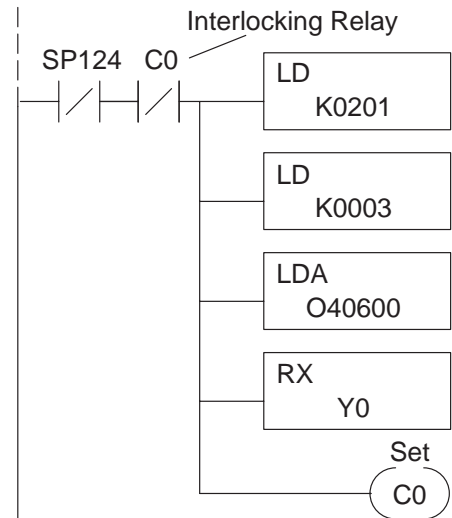 Interlocking Relay
SP124 C0
LD
K0201
LD
K0003
LDA
O40600
RX
Y0
Set
C0